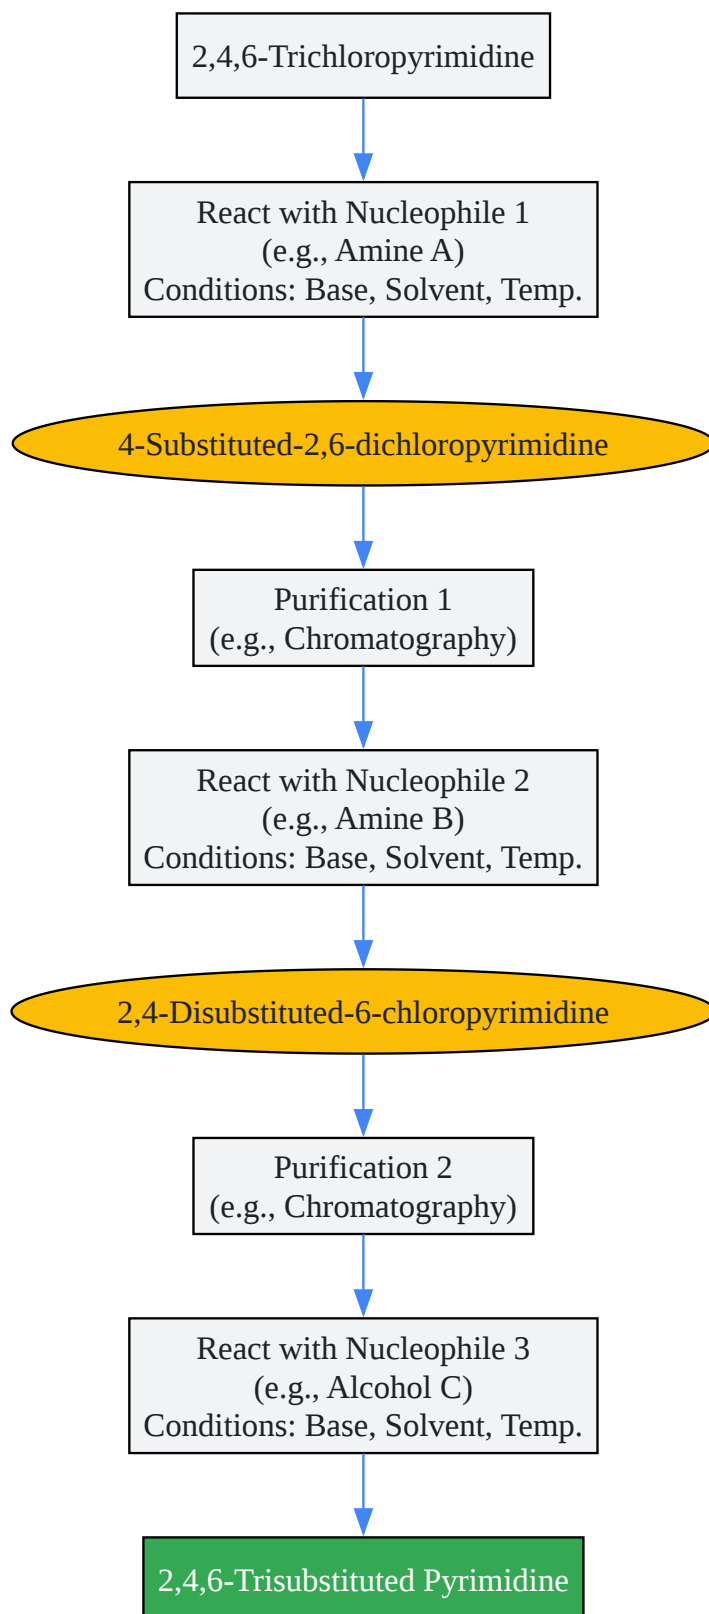 2,4,6-Trichloropyrimidine
React with Nucleophile 1
(e.g., Amine A)
Conditions: Base, Solvent, Temp.
4-Substituted-2,6-dichloropyrimidine
Purification 1
(e.g., Chromatography)
React with Nucleophile 2
(e.g., Amine B)
Conditions: Base, Solvent, Temp.
2,4-Disubstituted-6-chloropyrimidine
Purification 2
(e.g., Chromatography)
React with Nucleophile 3
(e.g., Alcohol C)
Conditions: Base, Solvent, Temp.
2,4,6-Trisubstituted Pyrimidine